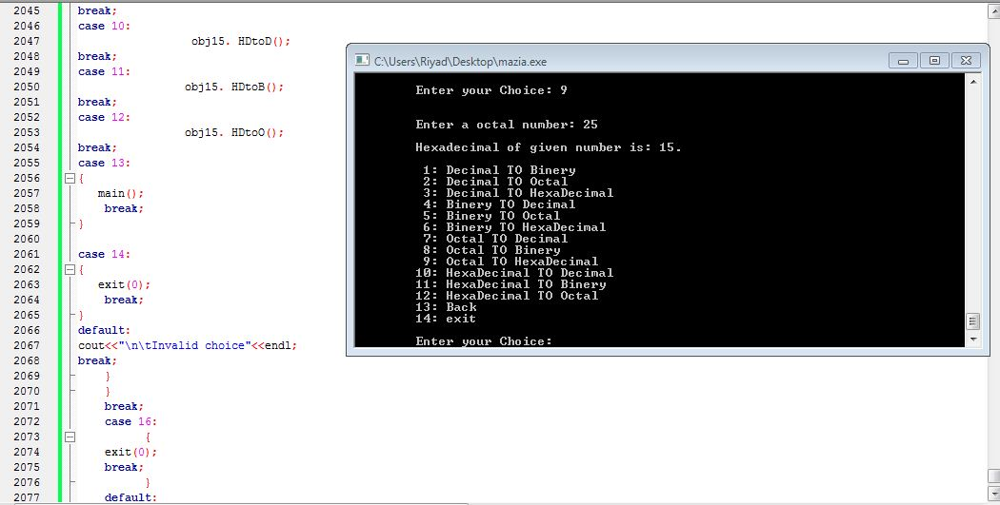 2045 break;
2046 case 10:
2047 obj15. HDtoD();
2048 break;
2049 case 11:
2050 obj15. HDtoB();
2051 break;
2052 case 12:
2053 obj15. HDtoO();
2054 break;
2055 case 13:
2056 {
2057 main();
2058 break;
2059 }
2060
2061 case 14:
2062 {
2063 exit(0);
2064 break;
2065 }
2066 default:
2067 cout<<"\n\tInvalid choice"<<endl;
2068 break;
2069 }
2070 }
2071 break;
2072 case 16:
2073 {
2074 exit(0);
2075 break;
2076 }
2077 default:
C:\Users\Riyad\Desktop\mazia.exe
Enter your Choice: 9
Enter a octal number: 25
Hexadecimal of given number is: 15.
1: Decimal TO Binary
2: Decimal TO Octal
3: Decimal TO HexaDecimal
4: Binary TO Decimal
5: Binary TO Octal
6: Binary TO HexaDecimal
7: Octal TO Decimal
8: Octal TO Binary
9: Octal TO HexaDecimal
10: HexaDecimal TO Decimal
11: HexaDecimal TO Binary
12: HexaDecimal TO Octal
13: Back
14: exit
Enter your Choice: